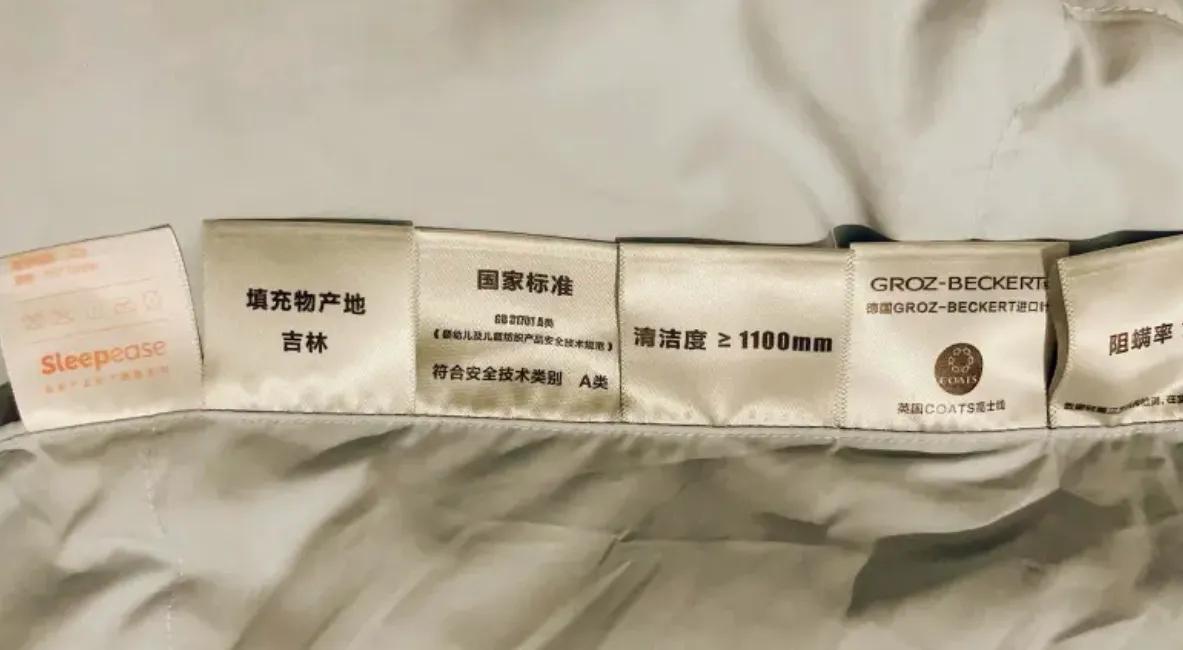 Sleepease
填充物产地
吉林
国家标准
GB 31701 A类
(婴幼儿及儿童纺织产品安全技术规范)
符合安全技术类别 A类
清洁度 ≥ 1100mm
GROZ-BECKERT
德国GROZ-BECKERT进口针
COATS
英国COATS高士线
阻螨率